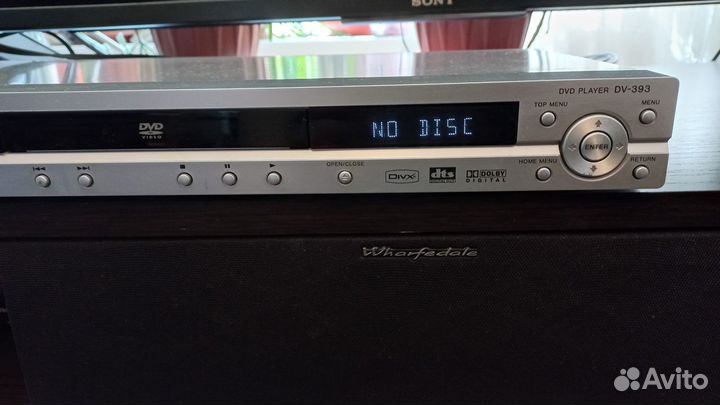 SONY
DVD PLAYER DV-393
TOP MENU
MENU
DVD
VIDEO
NO DISC
ENTER
OPEN/CLOSE
HOME MENU
RETURN
DIVX
dts
DOLBY
DIGITAL
Wharfedale
Avito